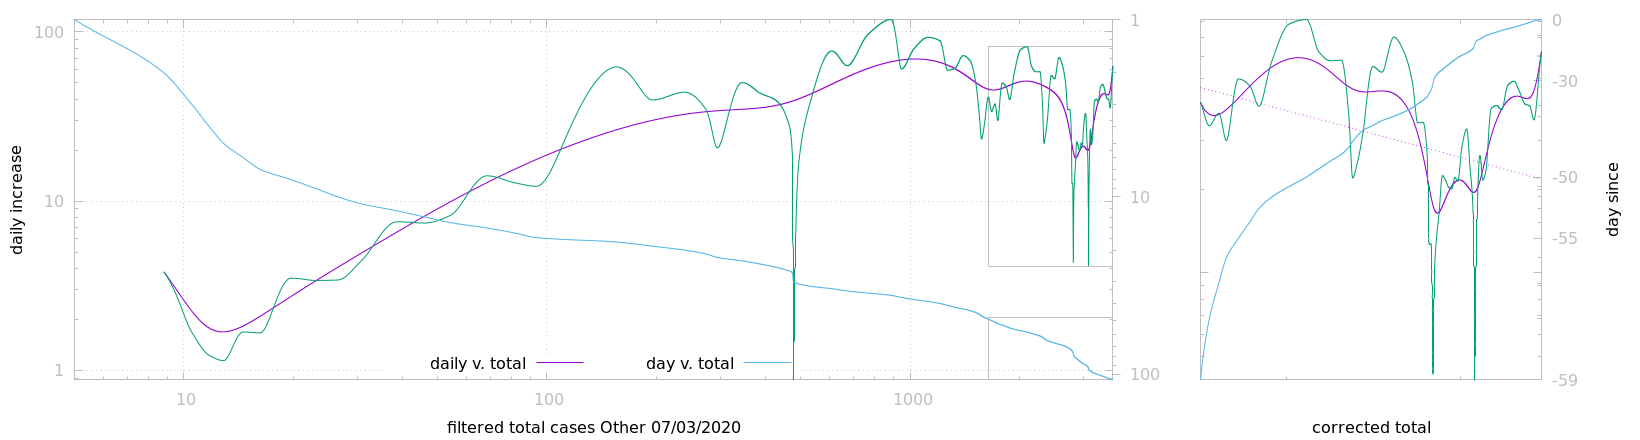 100
10
1
daily increase
10
100
1000
daily v. total
day v. total
filtered total cases Other 07/03/2020
1
10
100
0
-30
-50
-55
-59
day since
corrected total